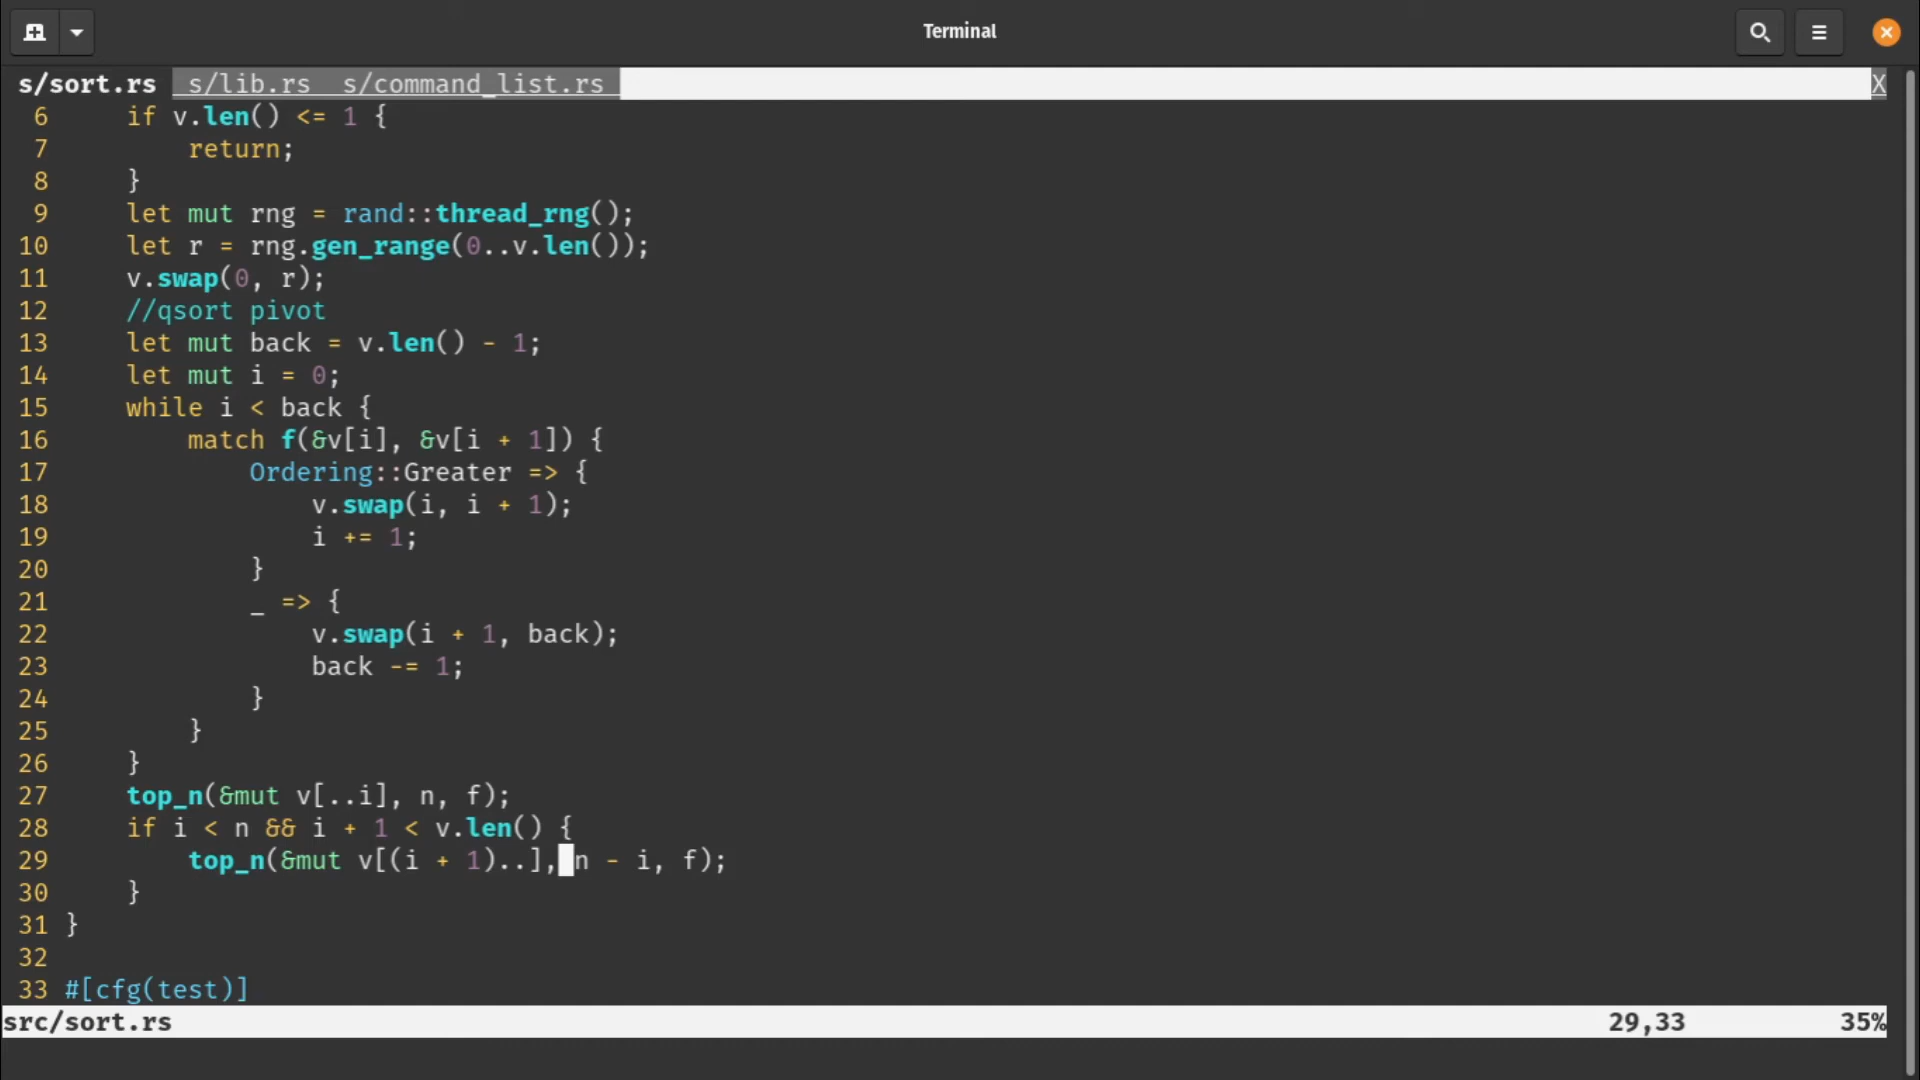 Terminal
s/sort.rs s/lib.rs s/command_list.rs X
6     if v.len() <= 1 {
7         return;
8     }
9     let mut rng = rand::thread_rng();
10     let r = rng.gen_range(0..v.len());
11     v.swap(0, r);
12     //qsort pivot
13     let mut back = v.len() - 1;
14     let mut i = 0;
15     while i < back {
16         match f(&v[i], &v[i + 1]) {
17             Ordering::Greater => {
18                 v.swap(i, i + 1);
19                 i += 1;
20             }
21             _ => {
22                 v.swap(i + 1, back);
23                 back -= 1;
24             }
25         }
26     }
27     top_n(&mut v[..i], n, f);
28     if i < n && i + 1 < v.len() {
29         top_n(&mut v[(i + 1)..], n - i, f);
30     }
31 }
32
33 #[cfg(test)]
src/sort.rs 29,33 35%